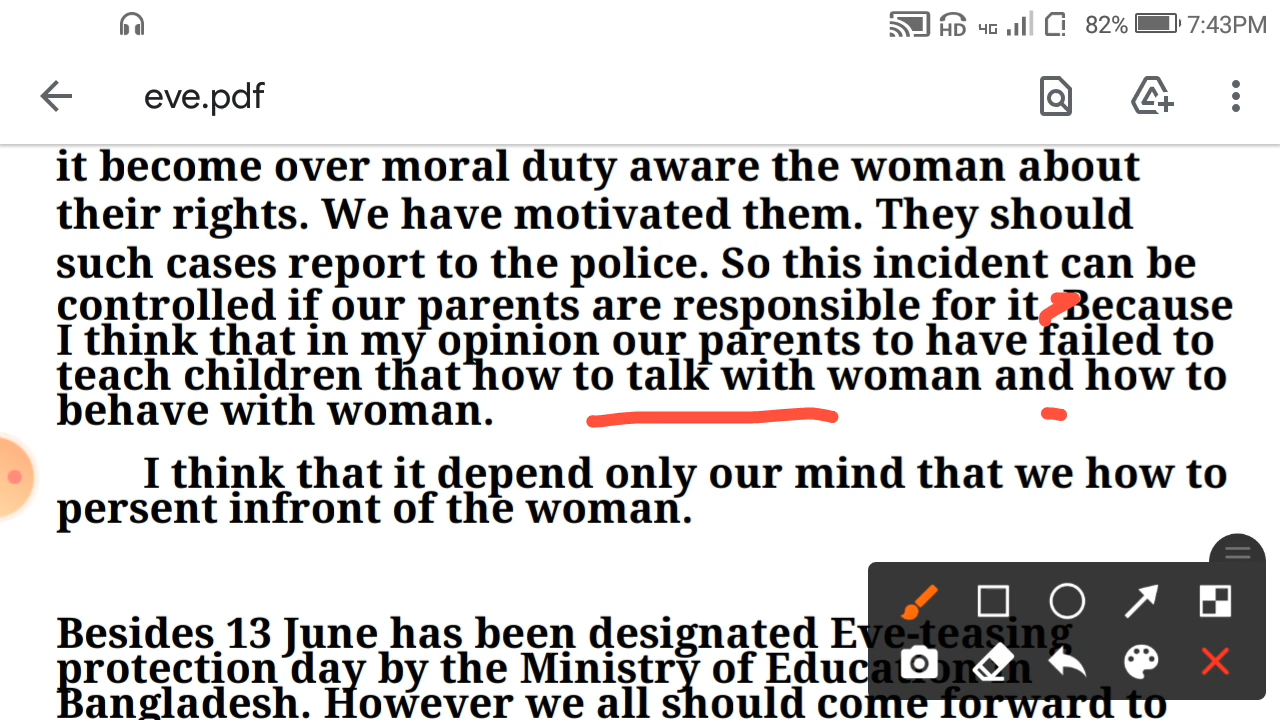 HD 4G 82% 7:43PM
eve.pdf
it become over moral duty aware the woman about
their rights. We have motivated them. They should
such cases report to the police. So this incident can be
controlled if our parents are responsible for it, Because
I think that in my opinion our parents to have failed to
teach children that how to talk with woman and how to
behave with woman.
I think that it depend only our mind that we how to
persent infront of the woman.
Besides 13 June has been designated Eve-teasing
protection day by the Ministry of Education in
Bangladesh. However we all should come forward to